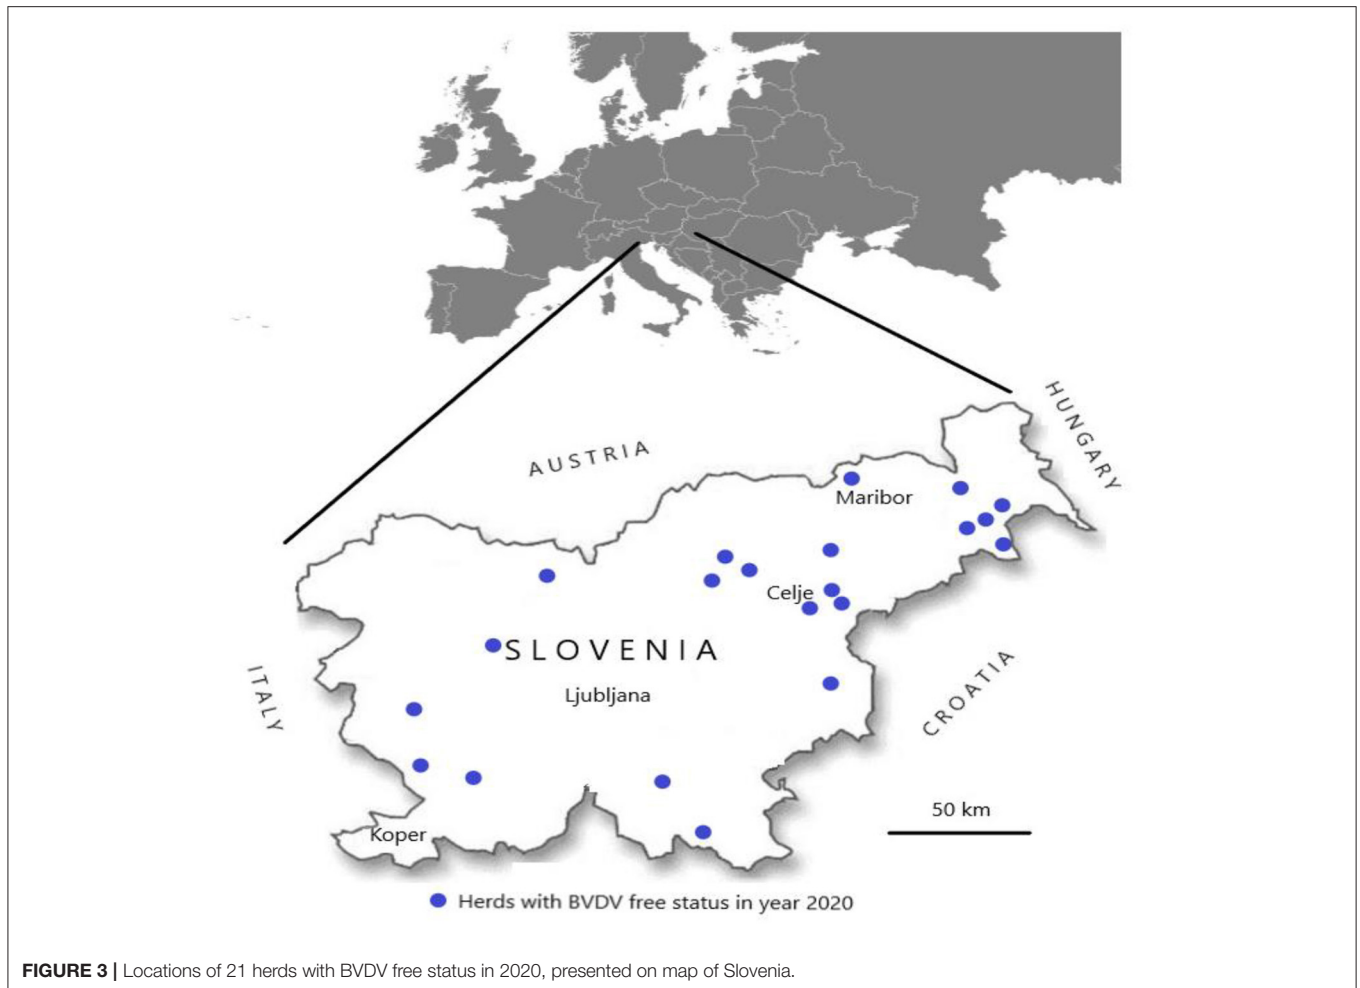 HUNGARY
AUSTRIA
Maribor
Celje
SLOVENIA
Ljubljana
ITALY
CROATIA
50 km
Koper
Herds with BVDV free status in year 2020
FIGURE 3 | Locations of 21 herds with BVDV free status in 2020, presented on map of Slovenia.